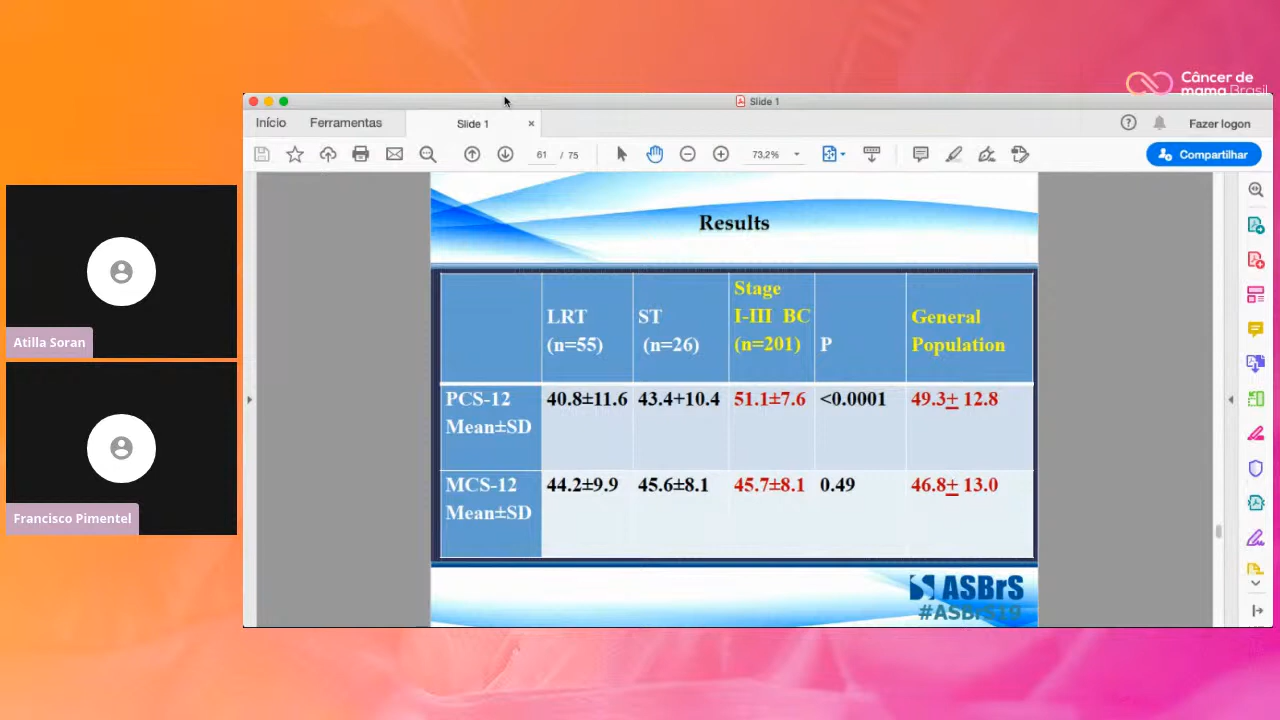 Câncer de
mama Brasil
Slide 1
Início
Ferramentas
Slide 1
Fazer logon
61 / 75
73,2%
Compartilhar
Results
LRT
(n=55)
ST
(n=26)
Stage
I-III BC
(n=201)
P
General
Population
PCS-12
Mean±SD
40.8±11.6
43.4+10.4
51.1±7.6
<0.0001
49.3+ 12.8
MCS-12
Mean±SD
44.2±9.9
45.6±8.1
45.7±8.1
0.49
46.8+ 13.0
ASBrS
#ASBrS19
Atilla Soran
Francisco Pimentel